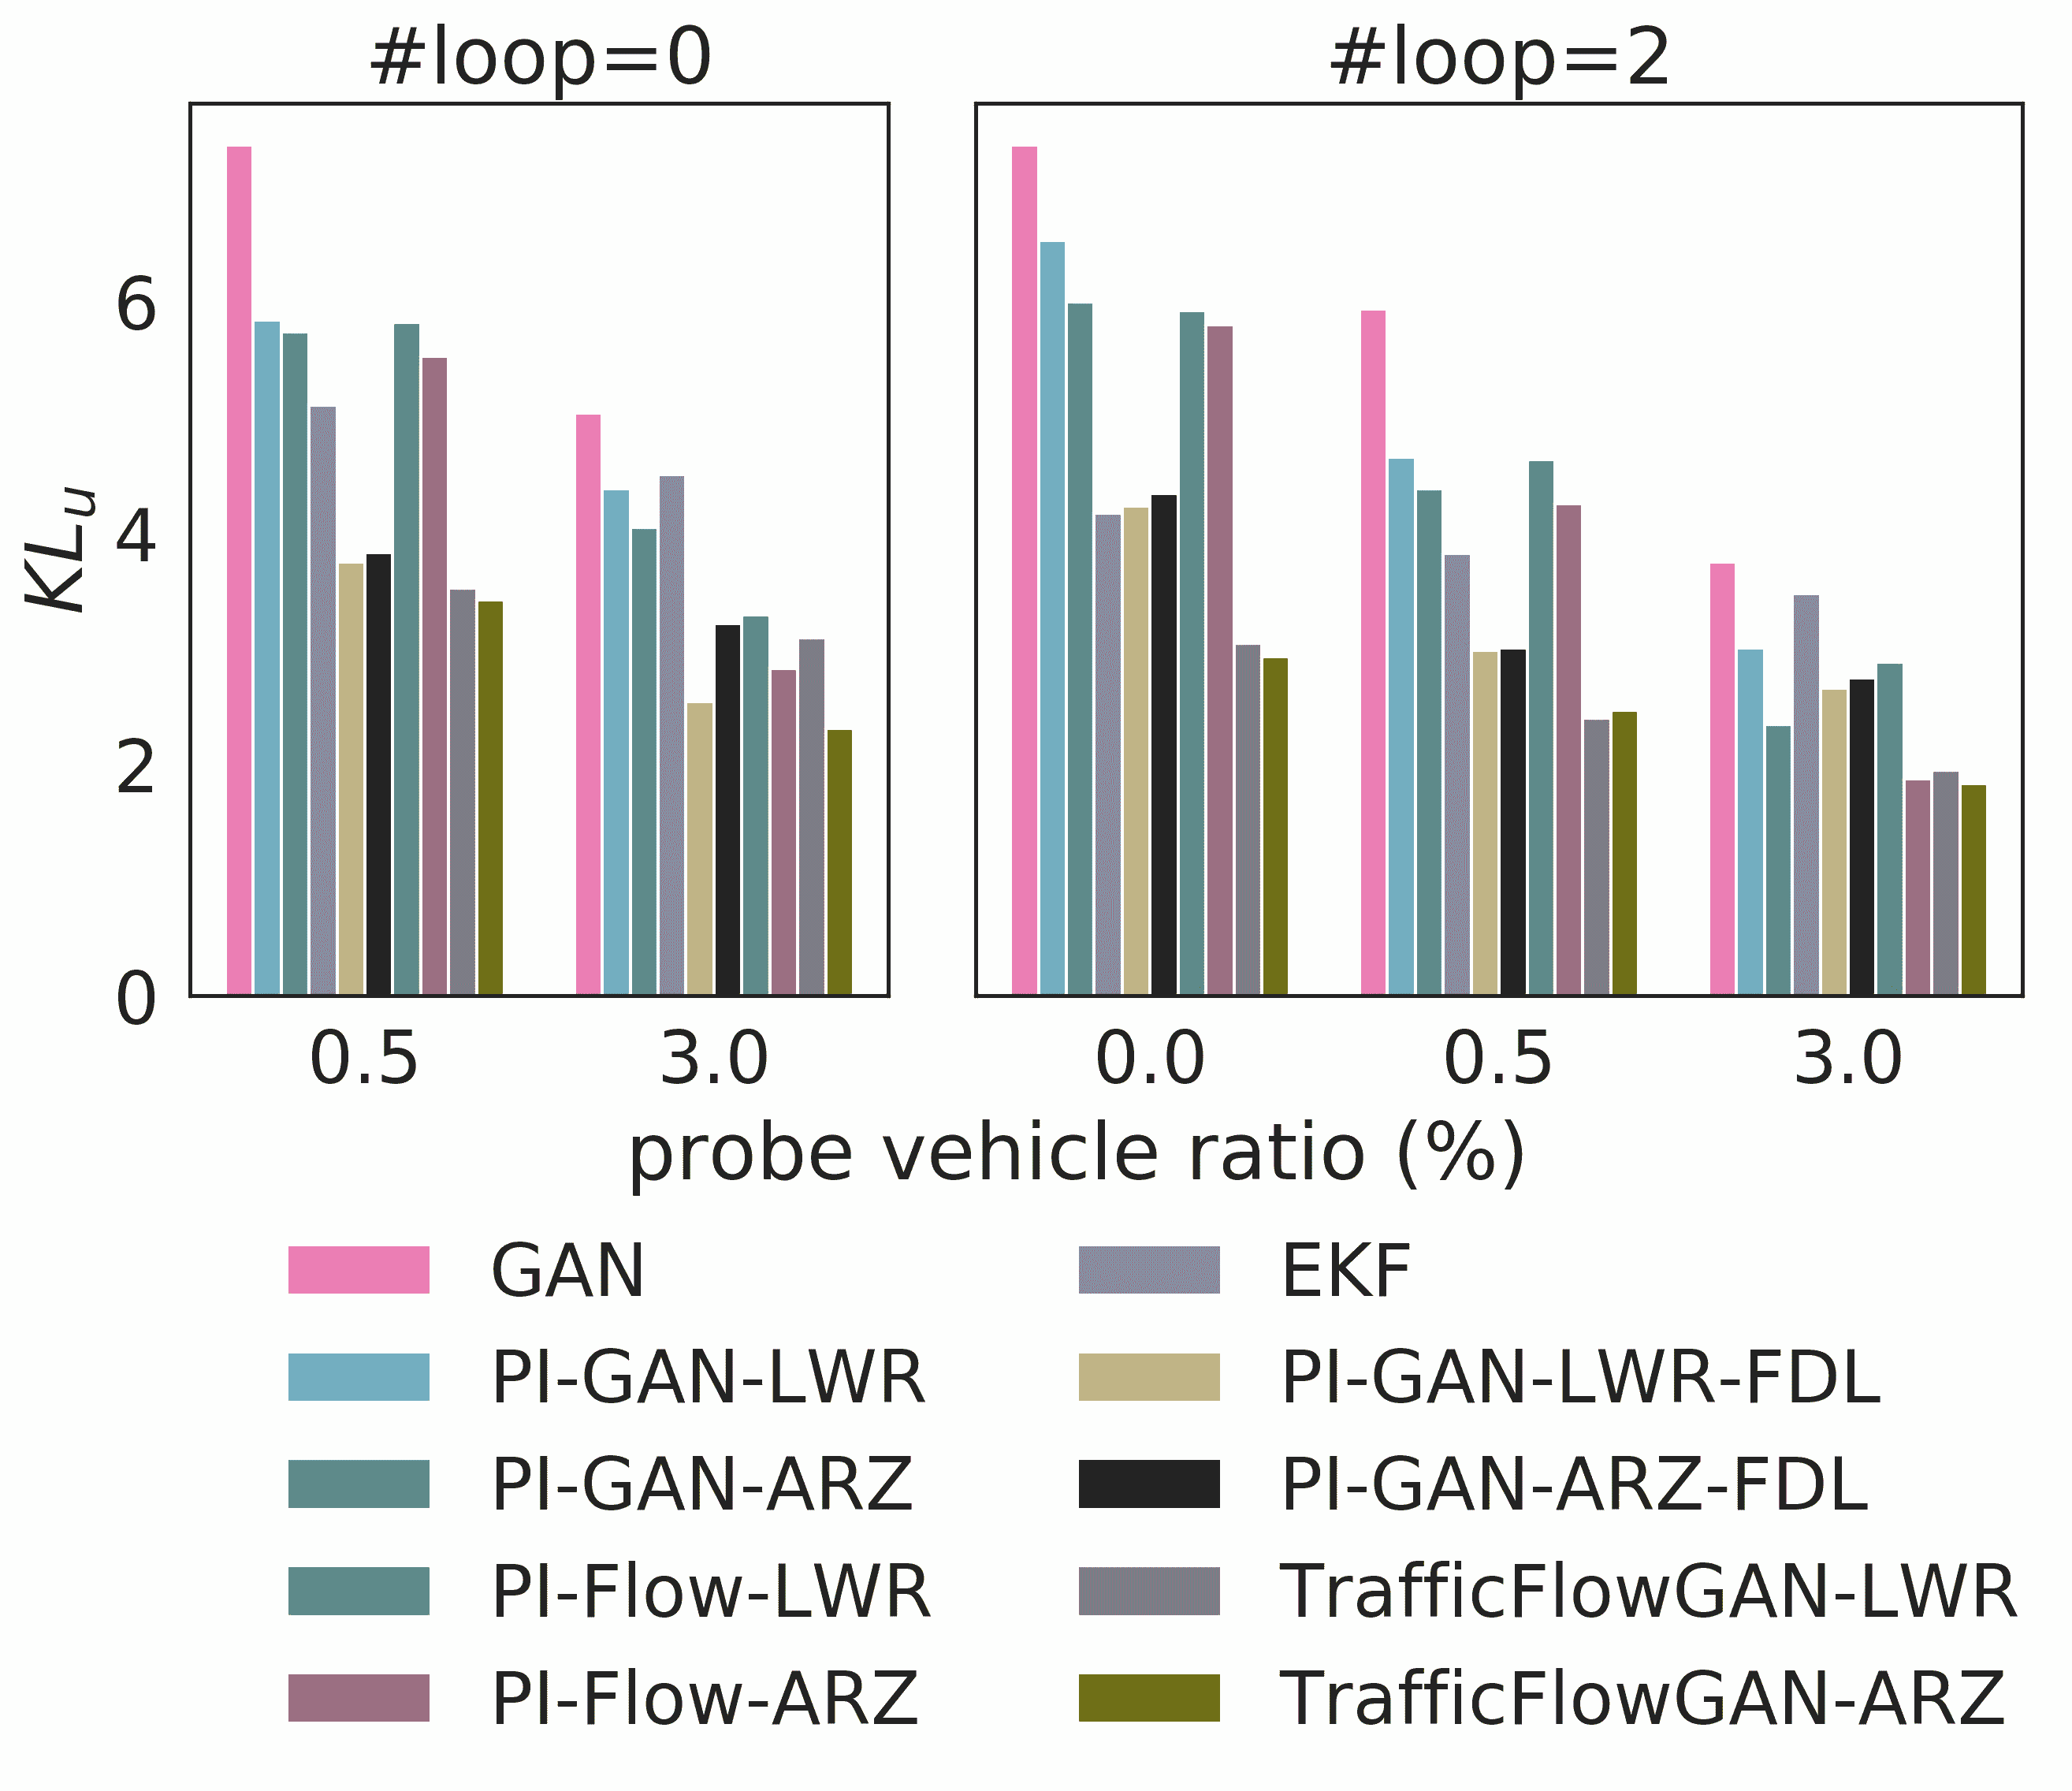 #loop=0
#loop=2
KLu
6
4
2
0
0.5 3.0 0.0 0.5 3.0
probe vehicle ratio (%)
GAN
PI-GAN-LWR
PI-GAN-ARZ
PI-Flow-LWR
PI-Flow-ARZ
EKF
PI-GAN-LWR-FDL
PI-GAN-ARZ-FDL
TrafficFlowGAN-LWR
TrafficFlowGAN-ARZ